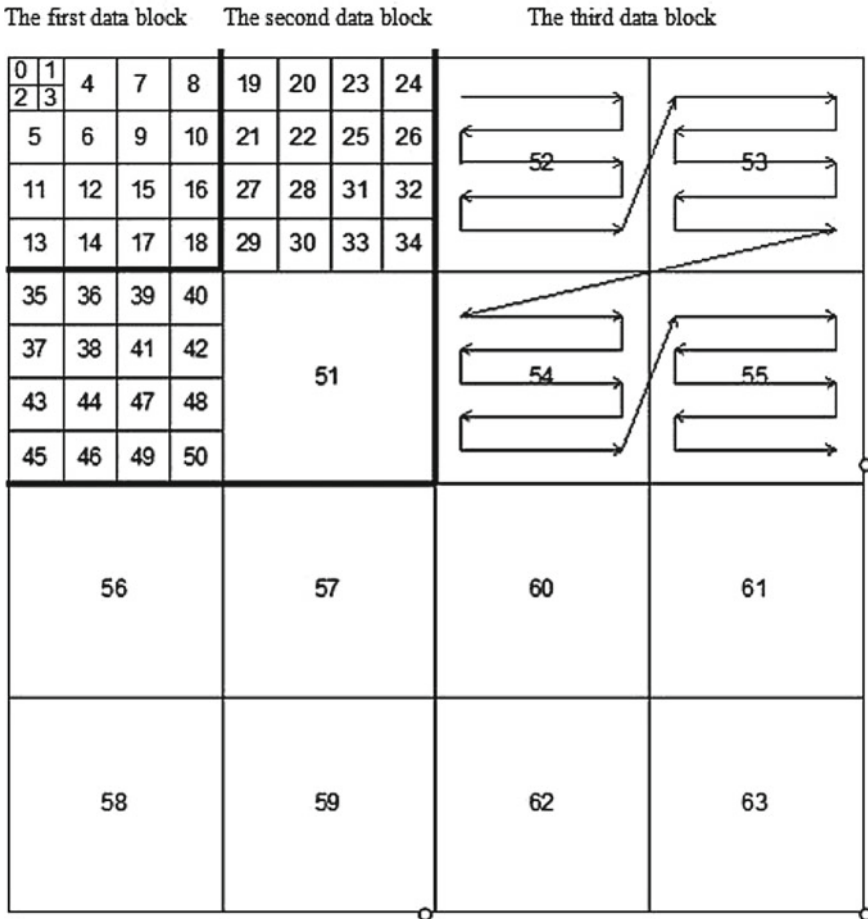 The first data block The second data block The third data block
0 1 4 7 8 19 20 23 24
2 3
5 6 9 10 21 22 25 26
52 53
11 12 15 16 27 28 31 32
13 14 17 18 29 30 33 34
35 36 39 40
37 38 41 42 51 54 55
43 44 47 48
45 46 49 50
56 57 60 61
58 59 62 63